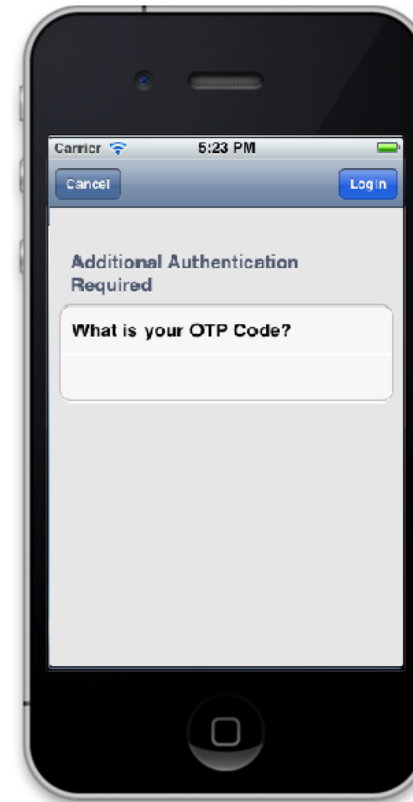 Carrier 5:23 PM
Cancel Login
Additional Authentication
Required
What is your OTP Code?